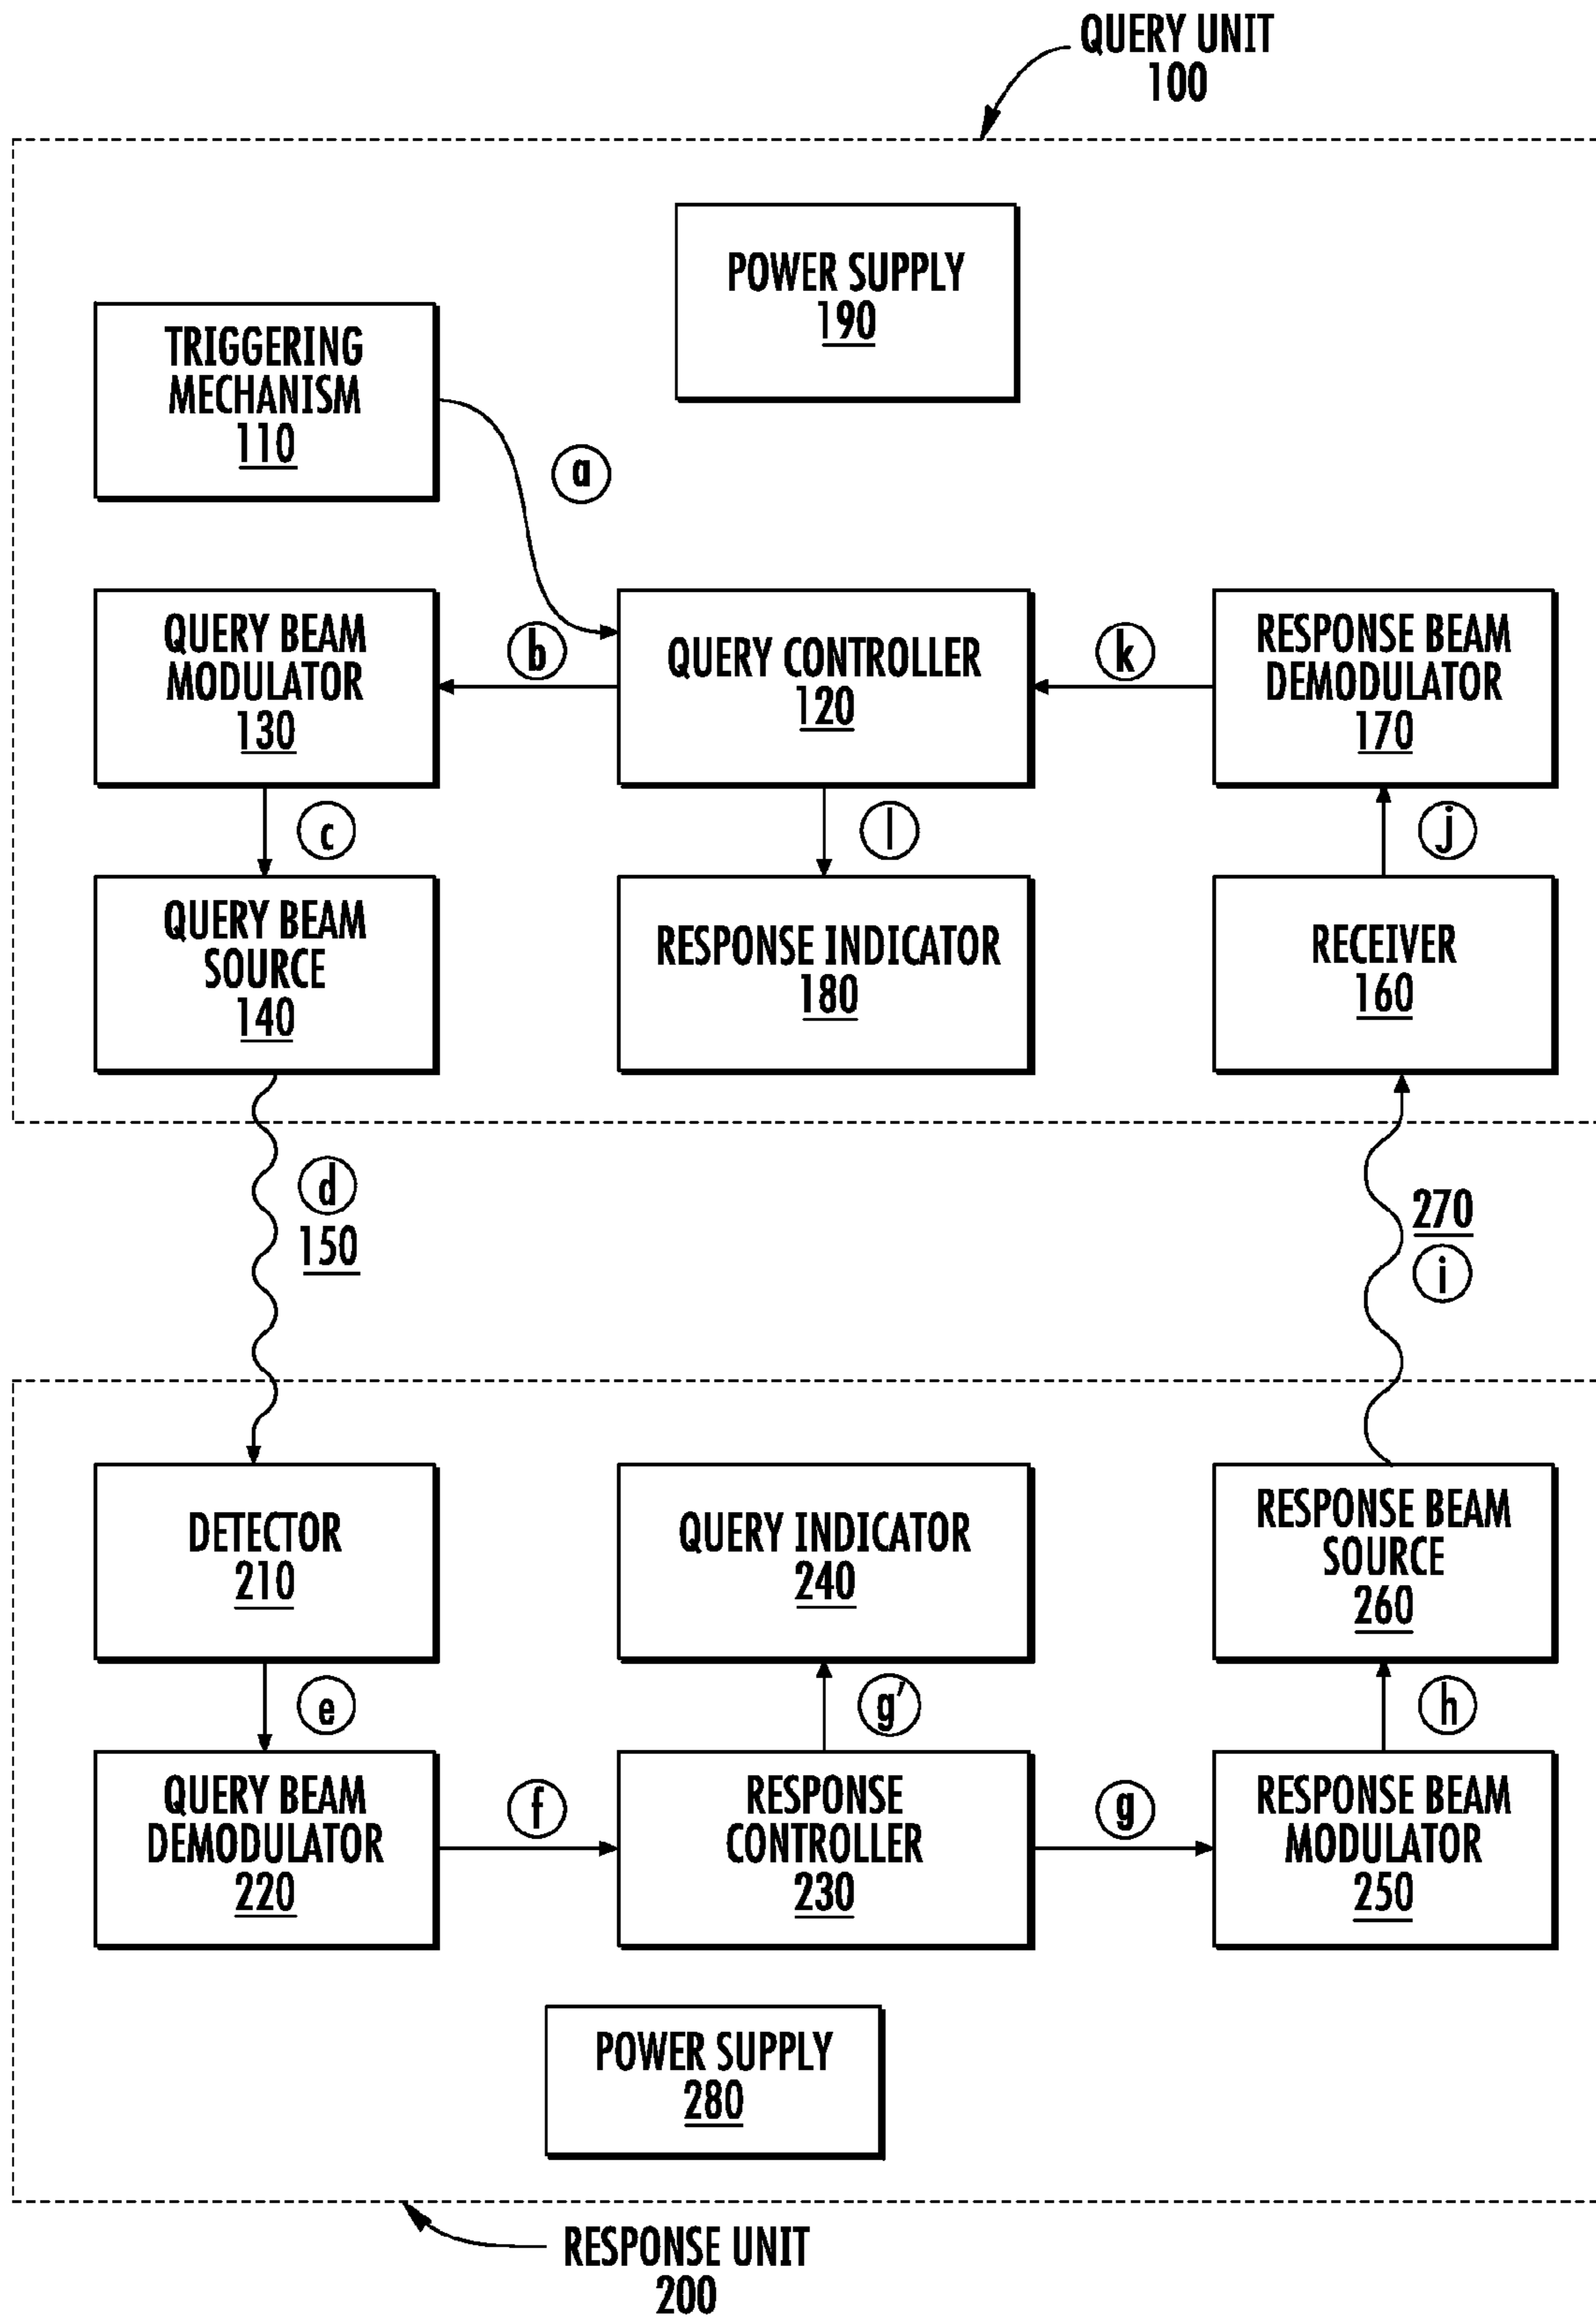 QUERY UNIT
100
POWER SUPPLY
190
TRIGGERING
MECHANISM
110
a
QUERY BEAM
MODULATOR
130
b
QUERY CONTROLLER
120
k
RESPONSE BEAM
DEMODULATOR
170
c
l
j
QUERY BEAM
SOURCE
140
RESPONSE INDICATOR
180
RECEIVER
160
d
150
270
i
DETECTOR
210
QUERY INDICATOR
240
RESPONSE BEAM
SOURCE
260
e
g'
h
QUERY BEAM
DEMODULATOR
220
f
RESPONSE
CONTROLLER
230
g
RESPONSE BEAM
MODULATOR
250
POWER SUPPLY
280
RESPONSE UNIT
200